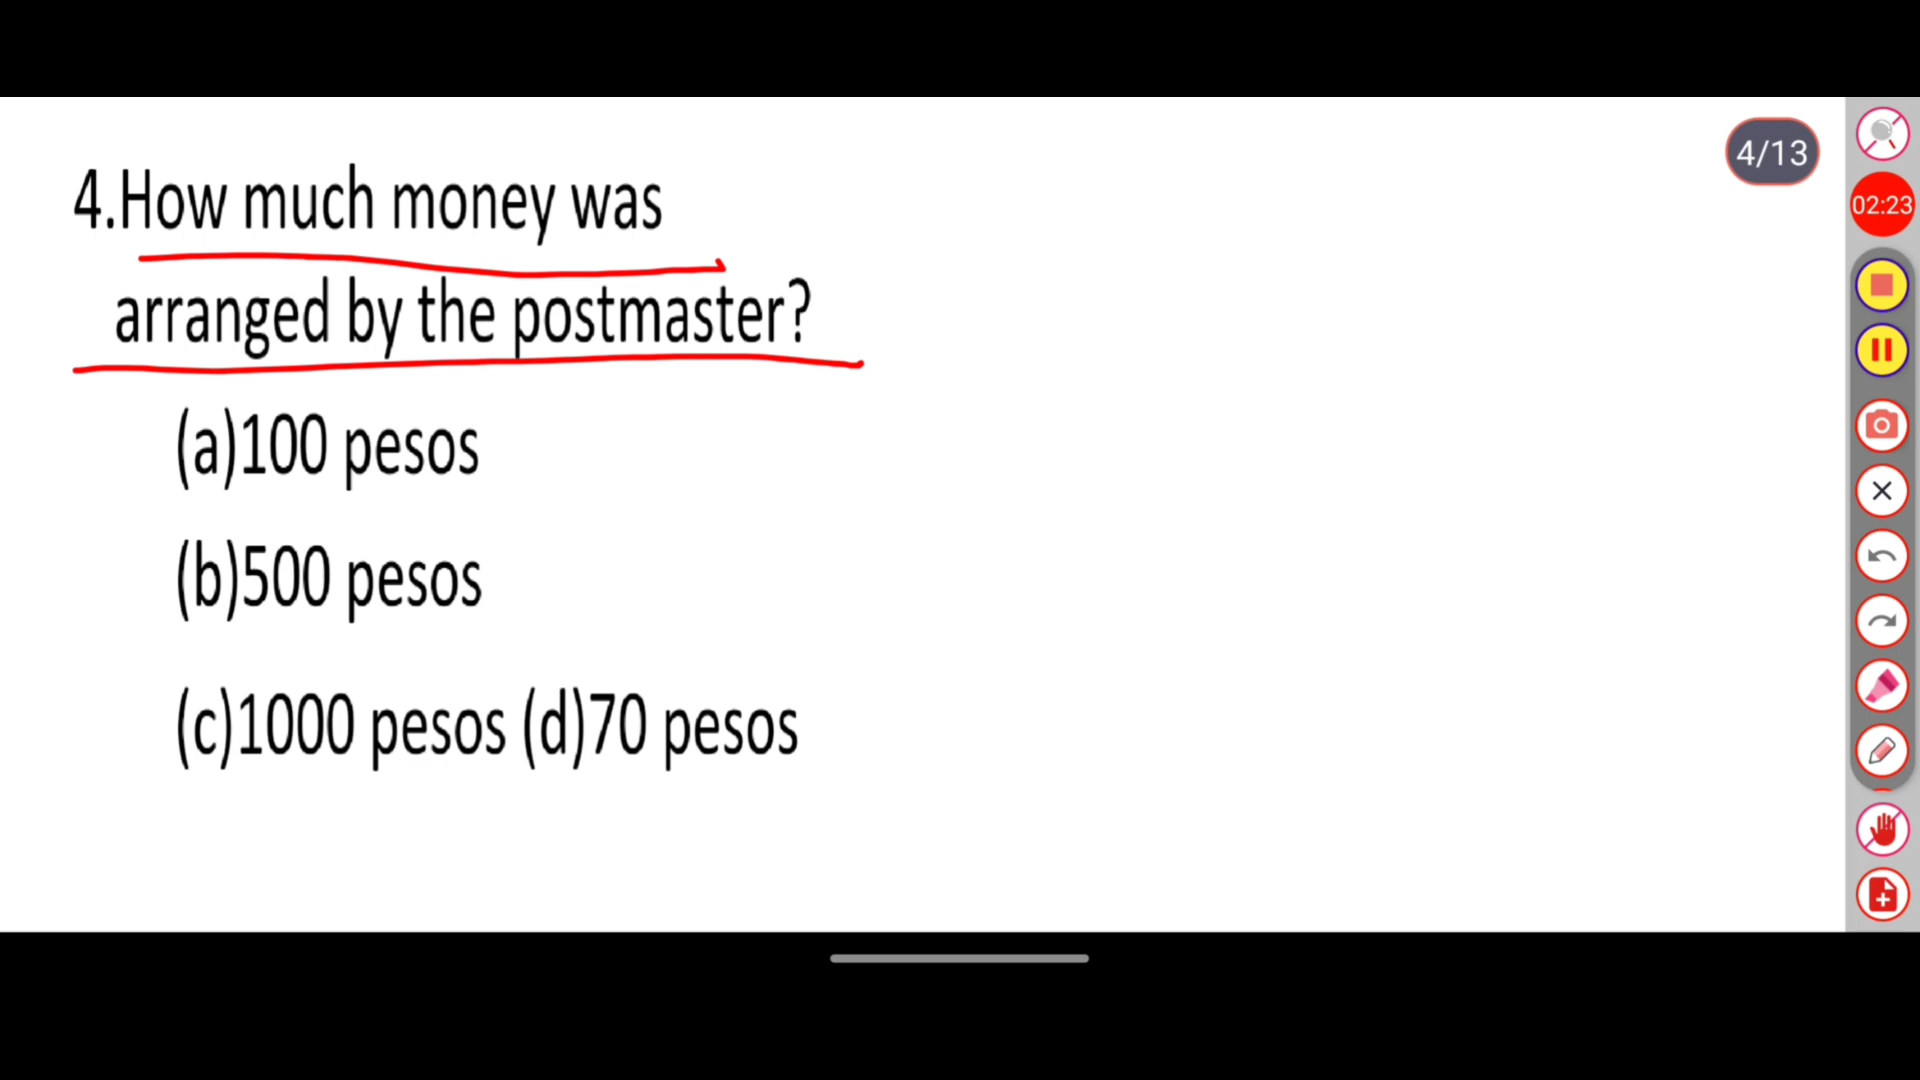 4.How much money was
arranged by the postmaster?
(a)100 pesos
(b)500 pesos
(c)1000 pesos (d)70 pesos
4/13
02:23